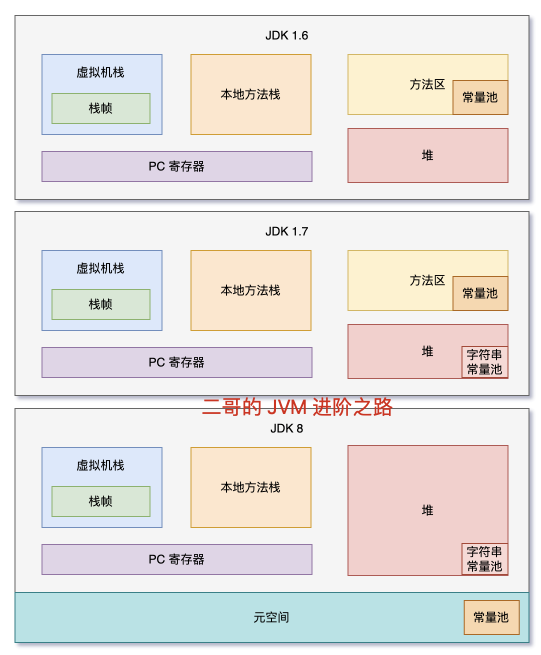 JDK 1.6
虚拟机栈
栈帧
本地方法栈
方法区
常量池
PC 寄存器
堆
JDK 1.7
虚拟机栈
栈帧
本地方法栈
方法区
常量池
PC 寄存器
堆
字符串
常量池
二哥的 JVM 进阶之路
JDK 8
虚拟机栈
栈帧
本地方法栈
堆
PC 寄存器
字符串
常量池
元空间
常量池